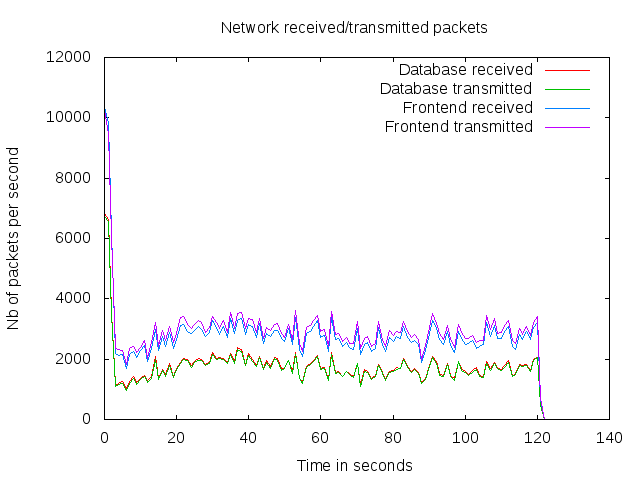 Network received/transmitted packets
12000
10000
8000
6000
4000
2000
0
Nb of packets per second
Database received
Database transmitted
Frontend received
Frontend transmitted
0 20 40 60 80 100 120 140
Time in seconds